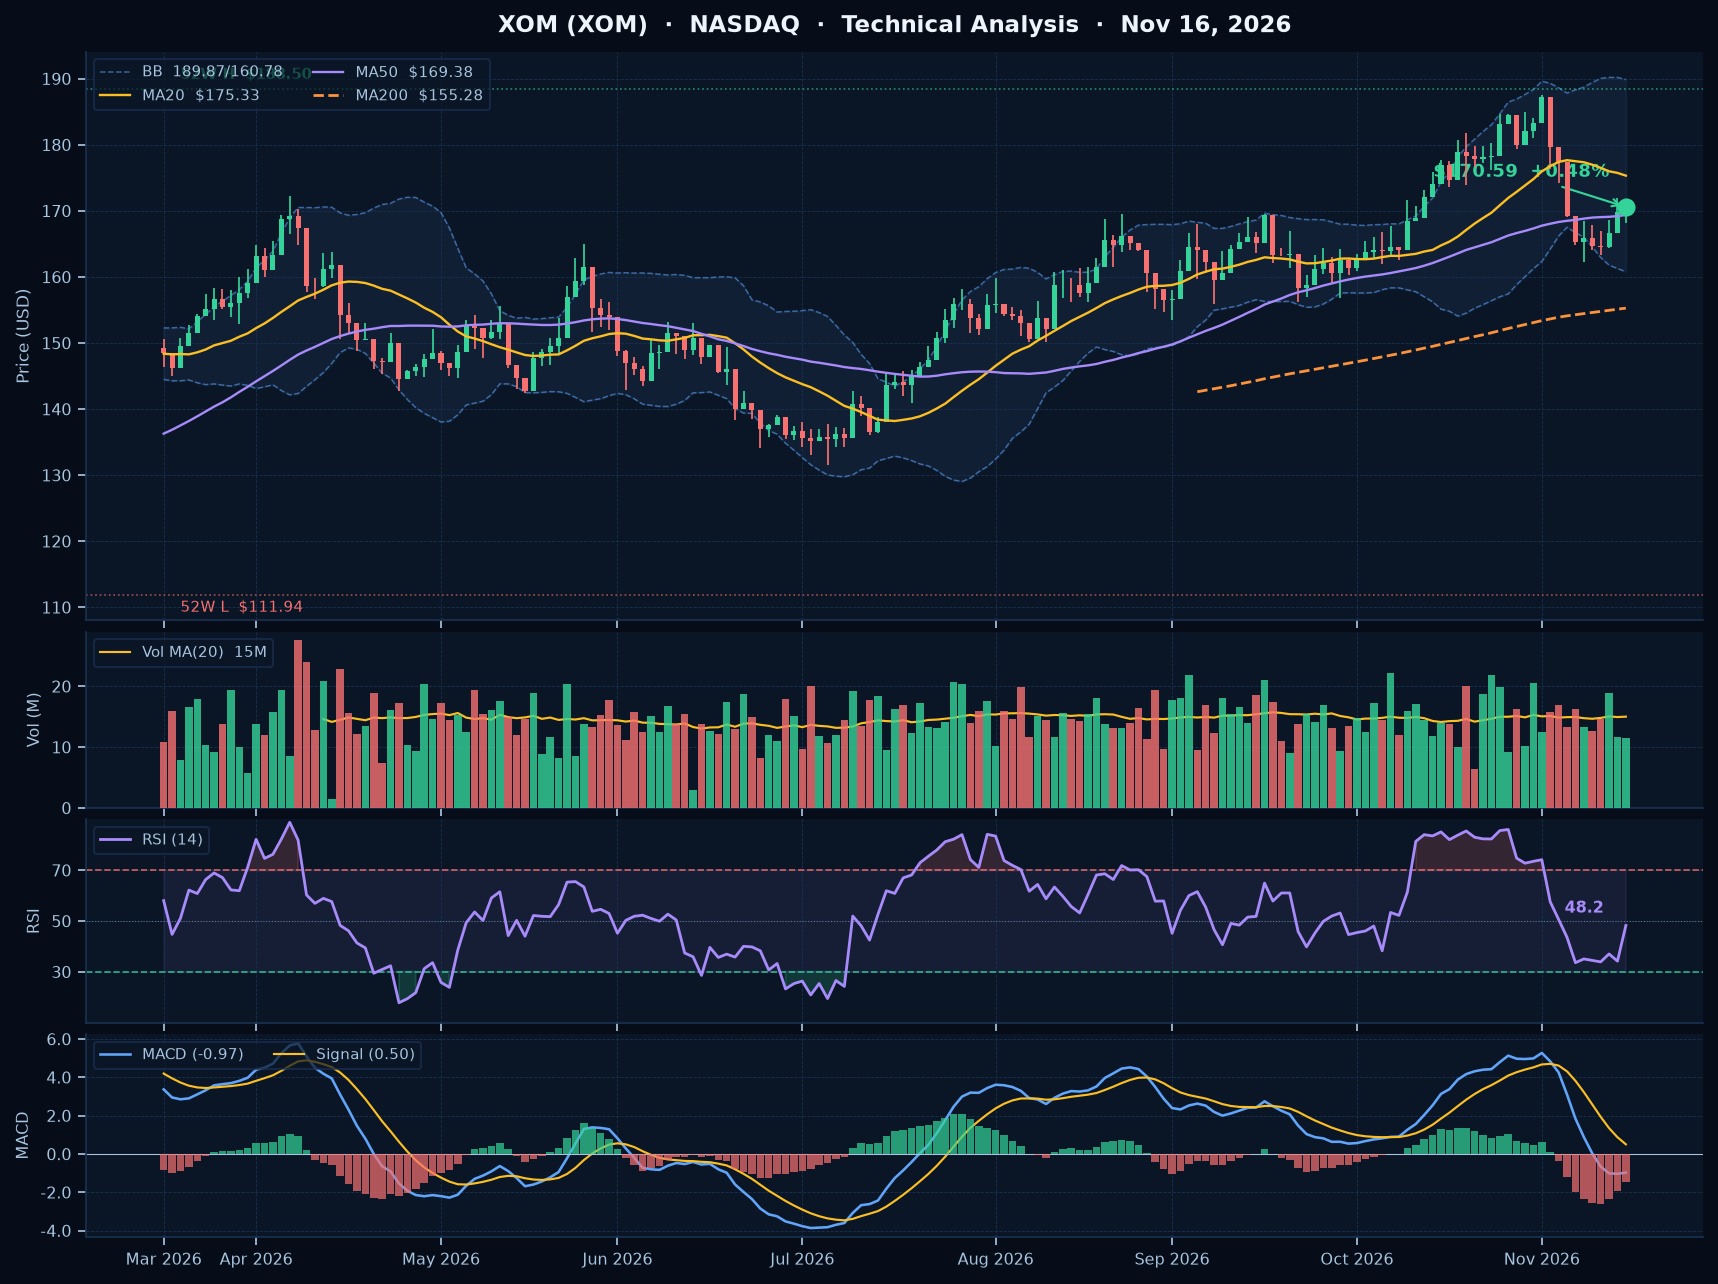 XOM (XOM) · NASDAQ · Technical Analysis · Nov 16, 2026
BB 189.87/160.78
MA50 $169.38
MA20 $175.33
MA200 $155.28
190
180
170
160
150
140
130
120
110
Price (USD)
$170.59 +0.48%
52W L $111.94
Vol MA(20) 15M
20
10
0
Vol (M)
RSI (14)
70
50
30
RSI
48.2
MACD (-0.97)
Signal (0.50)
6.0
4.0
2.0
0.0
-2.0
-4.0
MACD
Mar 2026
Apr 2026
May 2026
Jun 2026
Jul 2026
Aug 2026
Sep 2026
Oct 2026
Nov 2026